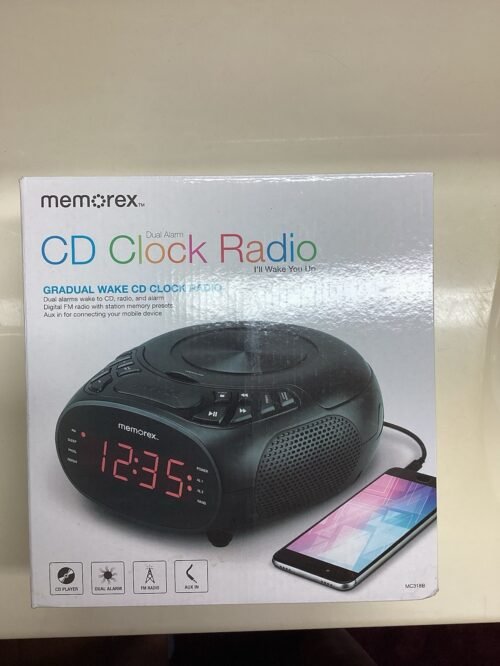 memorex™
Dual Alarm
CD Clock Radio
I'll Wake You Up
GRADUAL WAKE CD CLOCK RADIO
Dual alarms wake to CD, radio, and alarm
Digital FM radio with station memory presets
Aux in for connecting your mobile device
memorex
12:35
POWER
CD PLAYER
DUAL ALARM
FM RADIO
AUX IN
MC318B